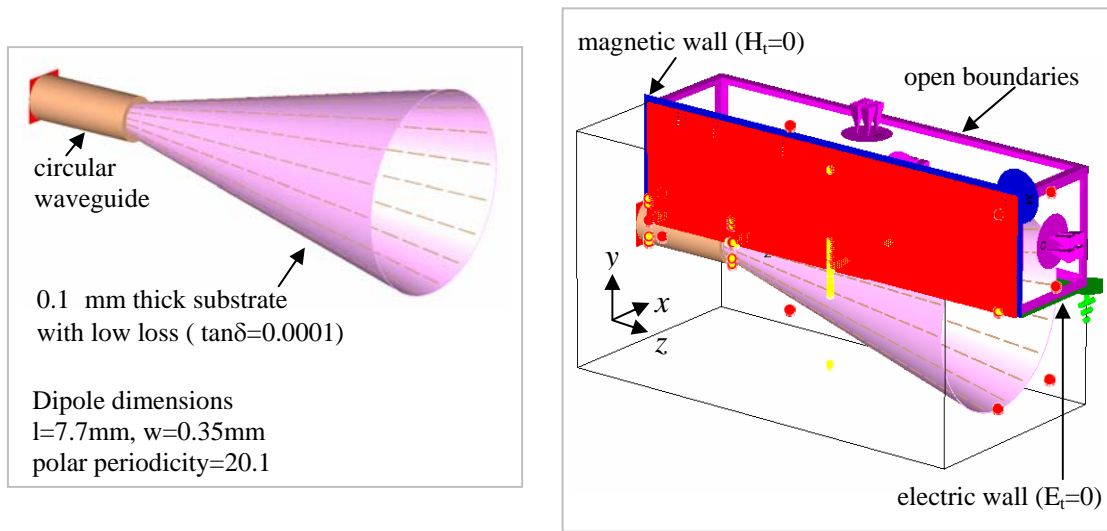 circular
waveguide
0.1 mm thick substrate
with low loss ( tanδ=0.0001)
Dipole dimensions
l=7.7mm, w=0.35mm
polar periodicity=20.1
magnetic wall (Hₜ=0)
open boundaries
y
x
z
electric wall (Eₜ=0)